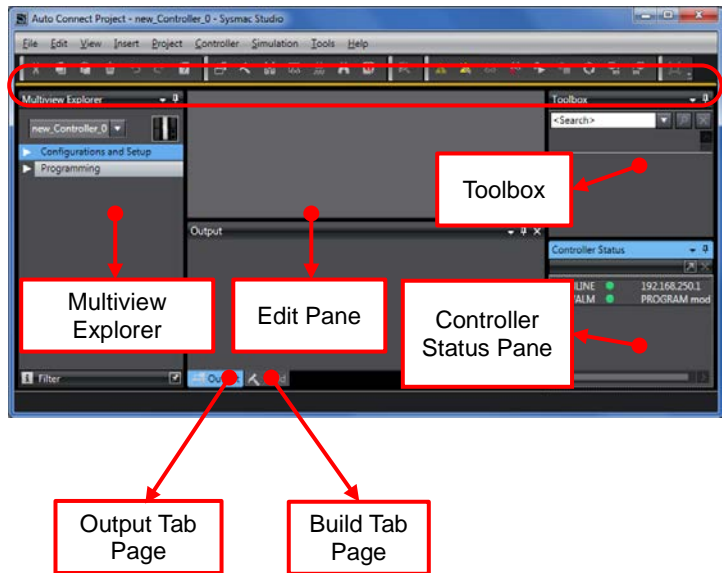 Auto Connect Project - new_Controller_0 - Sysmac Studio
File Edit View Insert Project Controller Simulation Tools Help
Multiview Explorer
Toolbox
new_Controller_0
<Search>
Configurations and Setup
Programming
Toolbox
Output
Controller Status
192.168.250.1
PROGRAM mod
Multiview
Explorer
Edit Pane
Controller
Status Pane
Filter
Output Tab
Page
Build Tab
Page